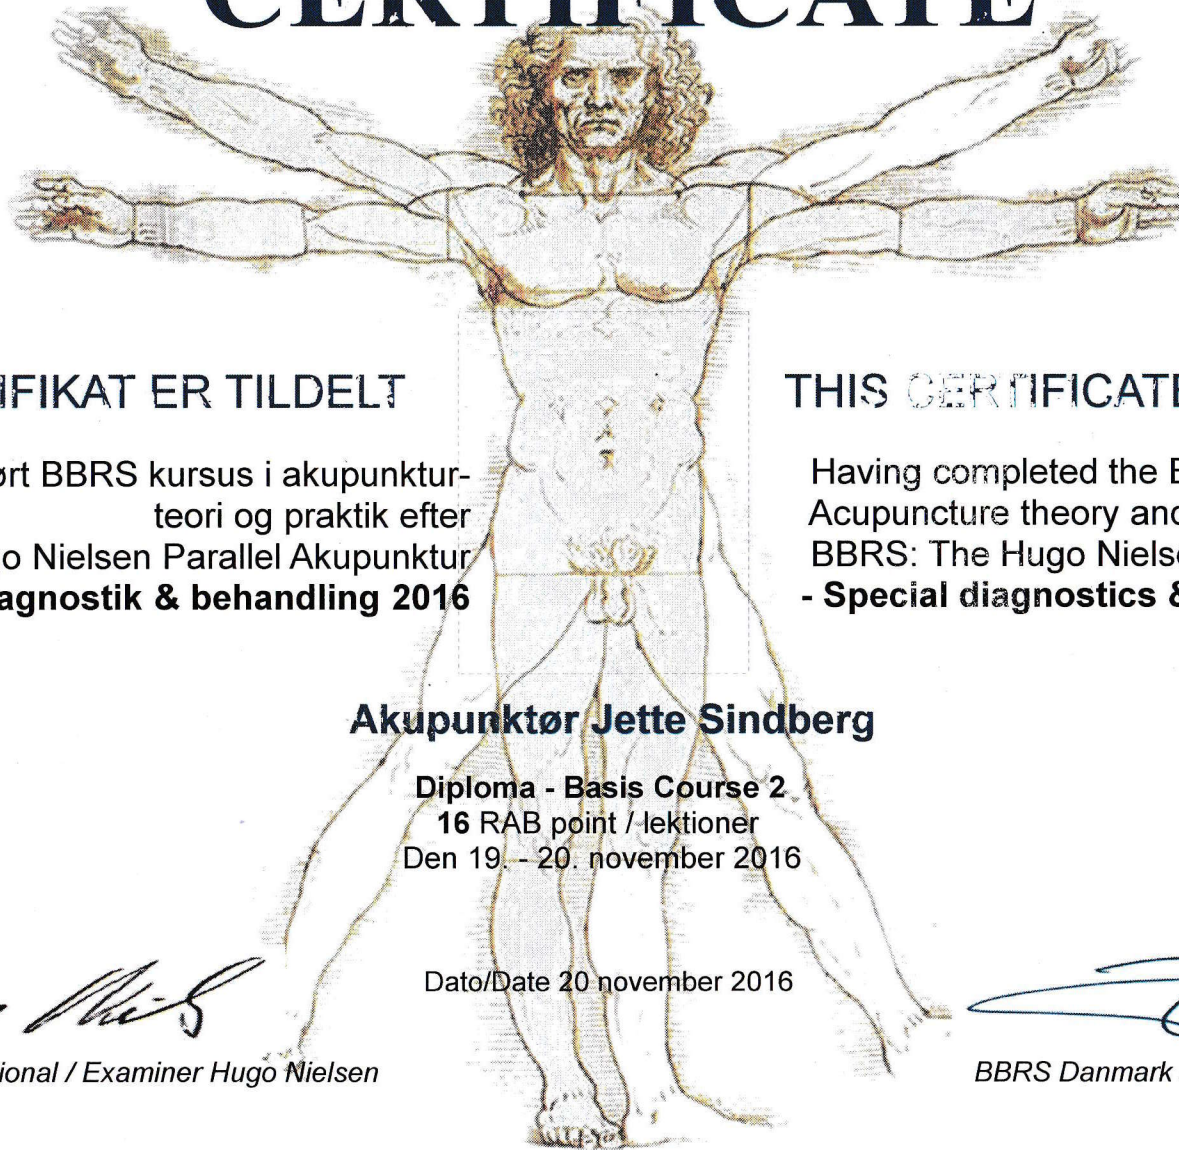 CERTIFICATE
IFIKAT ER TILDELT
ørt BBRS kursus i akupunktur-
teori og praktik efter
o Nielsen Parallel Akupunktur
agnostik & behandling 2016
THIS CERTIFICATE
Having completed the B
Acupuncture theory and
BBRS: The Hugo Nielse
- Special diagnostics &
Akupunktør Jette Sindberg
Diploma - Basis Course 2
16 RAB point / lektioner
Den 19. - 20. november 2016
Dato/Date 20 november 2016
ional / Examiner Hugo Nielsen
BBRS Danmark